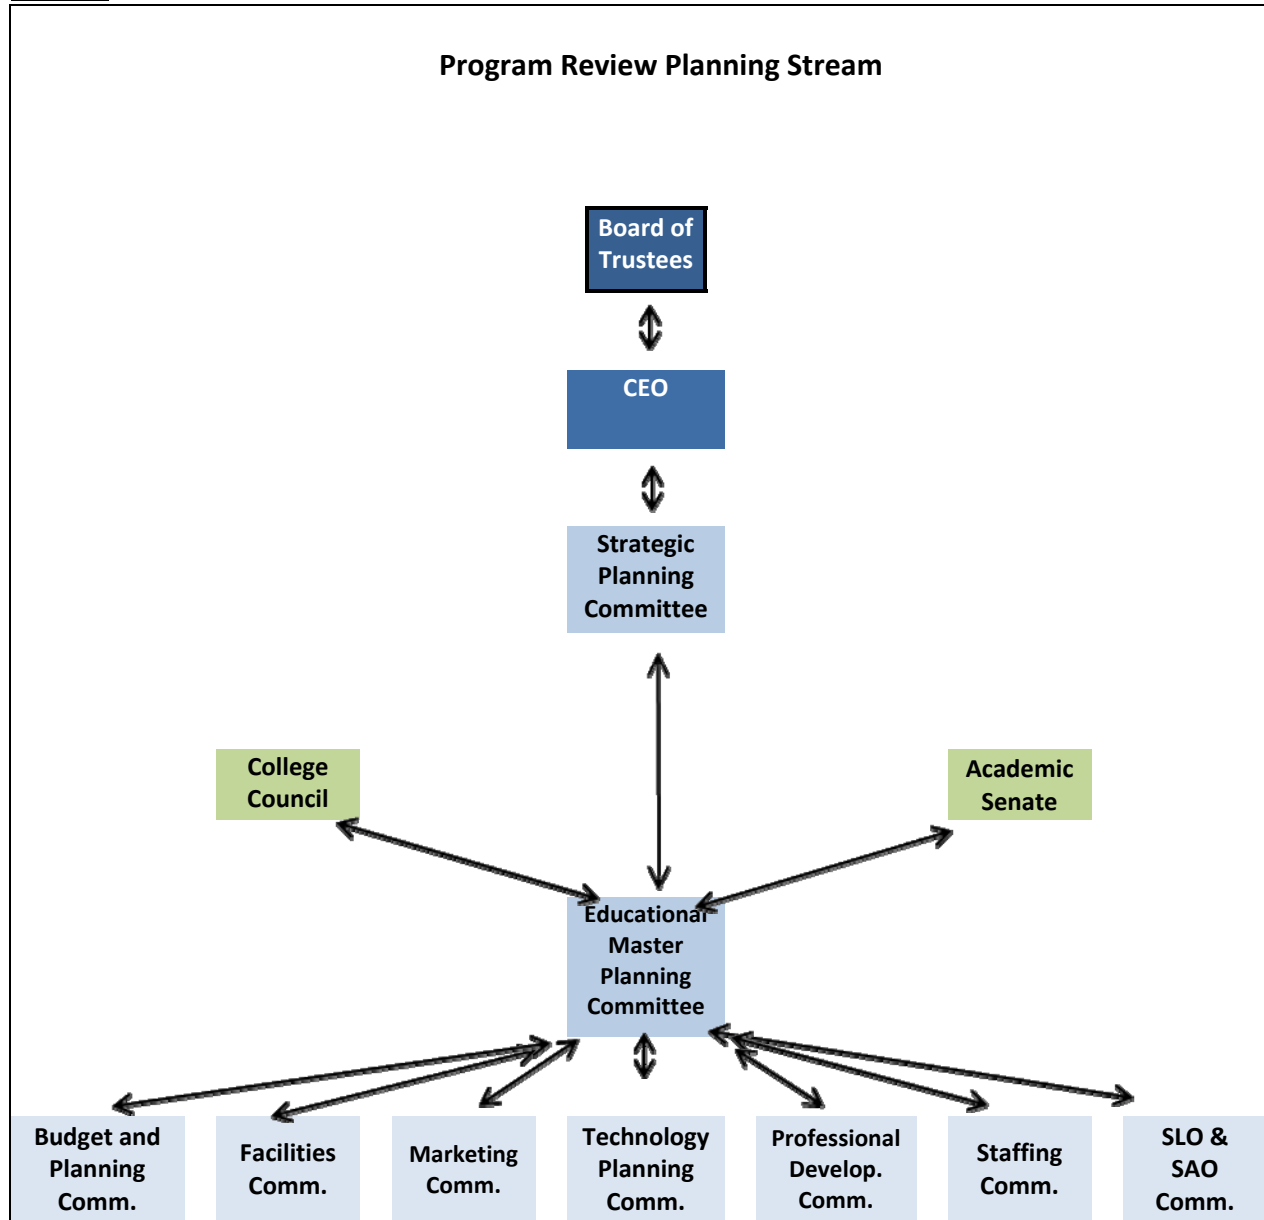 Program Review Planning Stream
Board of
Trustees
CEO
Strategic
Planning
Committee
College
Council
Academic
Senate
Educational
Master
Planning
Committee
Budget and
Planning
Comm.
Facilities
Comm.
Marketing
Comm.
Technology
Planning
Comm.
Professional
Develop.
Comm.
Staffing
Comm.
SLO &
SAO
Comm.